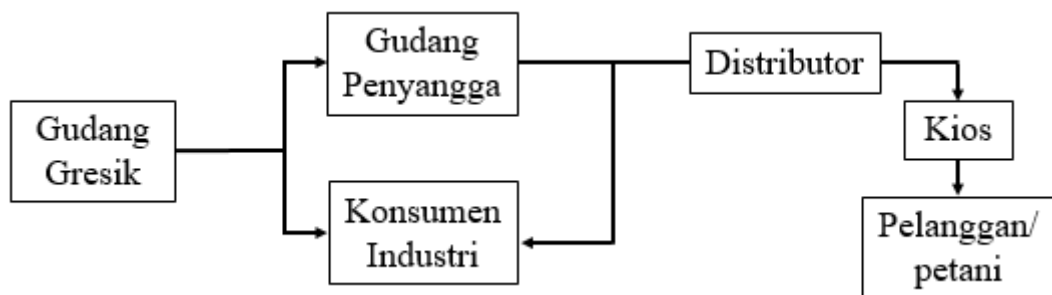 Gudang
Gresik
Gudang
Penyangga
Konsumen
Industri
Distributor
Kios
Pelanggan/
petani